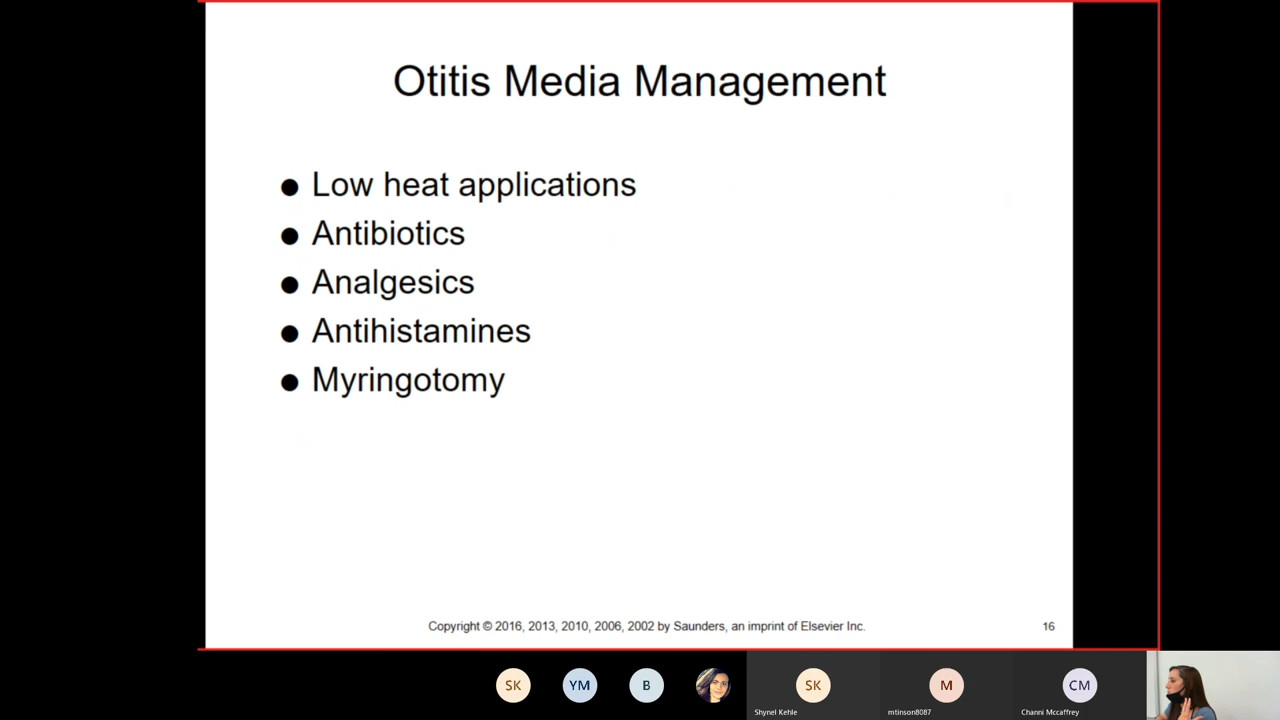 Otitis Media Management
● Low heat applications
● Antibiotics
● Analgesics
● Antihistamines
● Myringotomy
Copyright © 2016, 2013, 2010, 2006, 2002 by Saunders, an imprint of Elsevier Inc.
16
SK
YM
B
SK
M
CM
Shynel Kehle
mtinson8087
Channi Mccaffrey